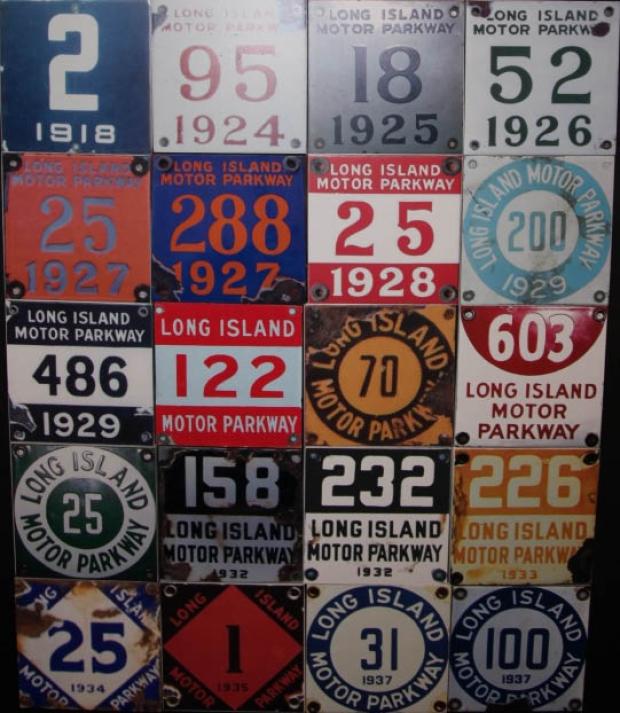 2
1918
LONG ISLAND
MOTOR PARKWAY
95
1924
LONG ISLAND
MOTOR PARKWAY
18
1925
LONG ISLAND
MOTOR PARKW
52
1926
LONG ISLAND
MOTOR PARKWAY
25
1927
LONG ISLAND
MOTOR PARKWAY
288
1927
LONG ISLAND
MOTOR PARKWAY
25
1928
LONG ISLAND MOTOR PARKWAY
200
1929
LONG ISLAND
MOTOR PARKWAY
486
1929
LONG ISLAND
122
MOTOR PARKWAY
LONG ISLAND
70
MOTOR PARKW
603
LONG ISLAND
MOTOR
PARKWAY
LONG ISLAND
25
MOTOR PARKWAY
158
LONG ISLAND
MOTOR PARKWAY
1932
232
LONG ISLAND
MOTOR PARKWAY
1932
226
LONG ISLAND
MOTOR PARKWAY
1933
NG ISLAN
25
1934
MOTOR PARKWAY
LONG ISLAND
1
1935
MOTOR PARKWAY
LONG ISLAND
31
1937
MOTOR PARKWAY
LONG ISLAND
100
1937
MOTOR PARKWAY